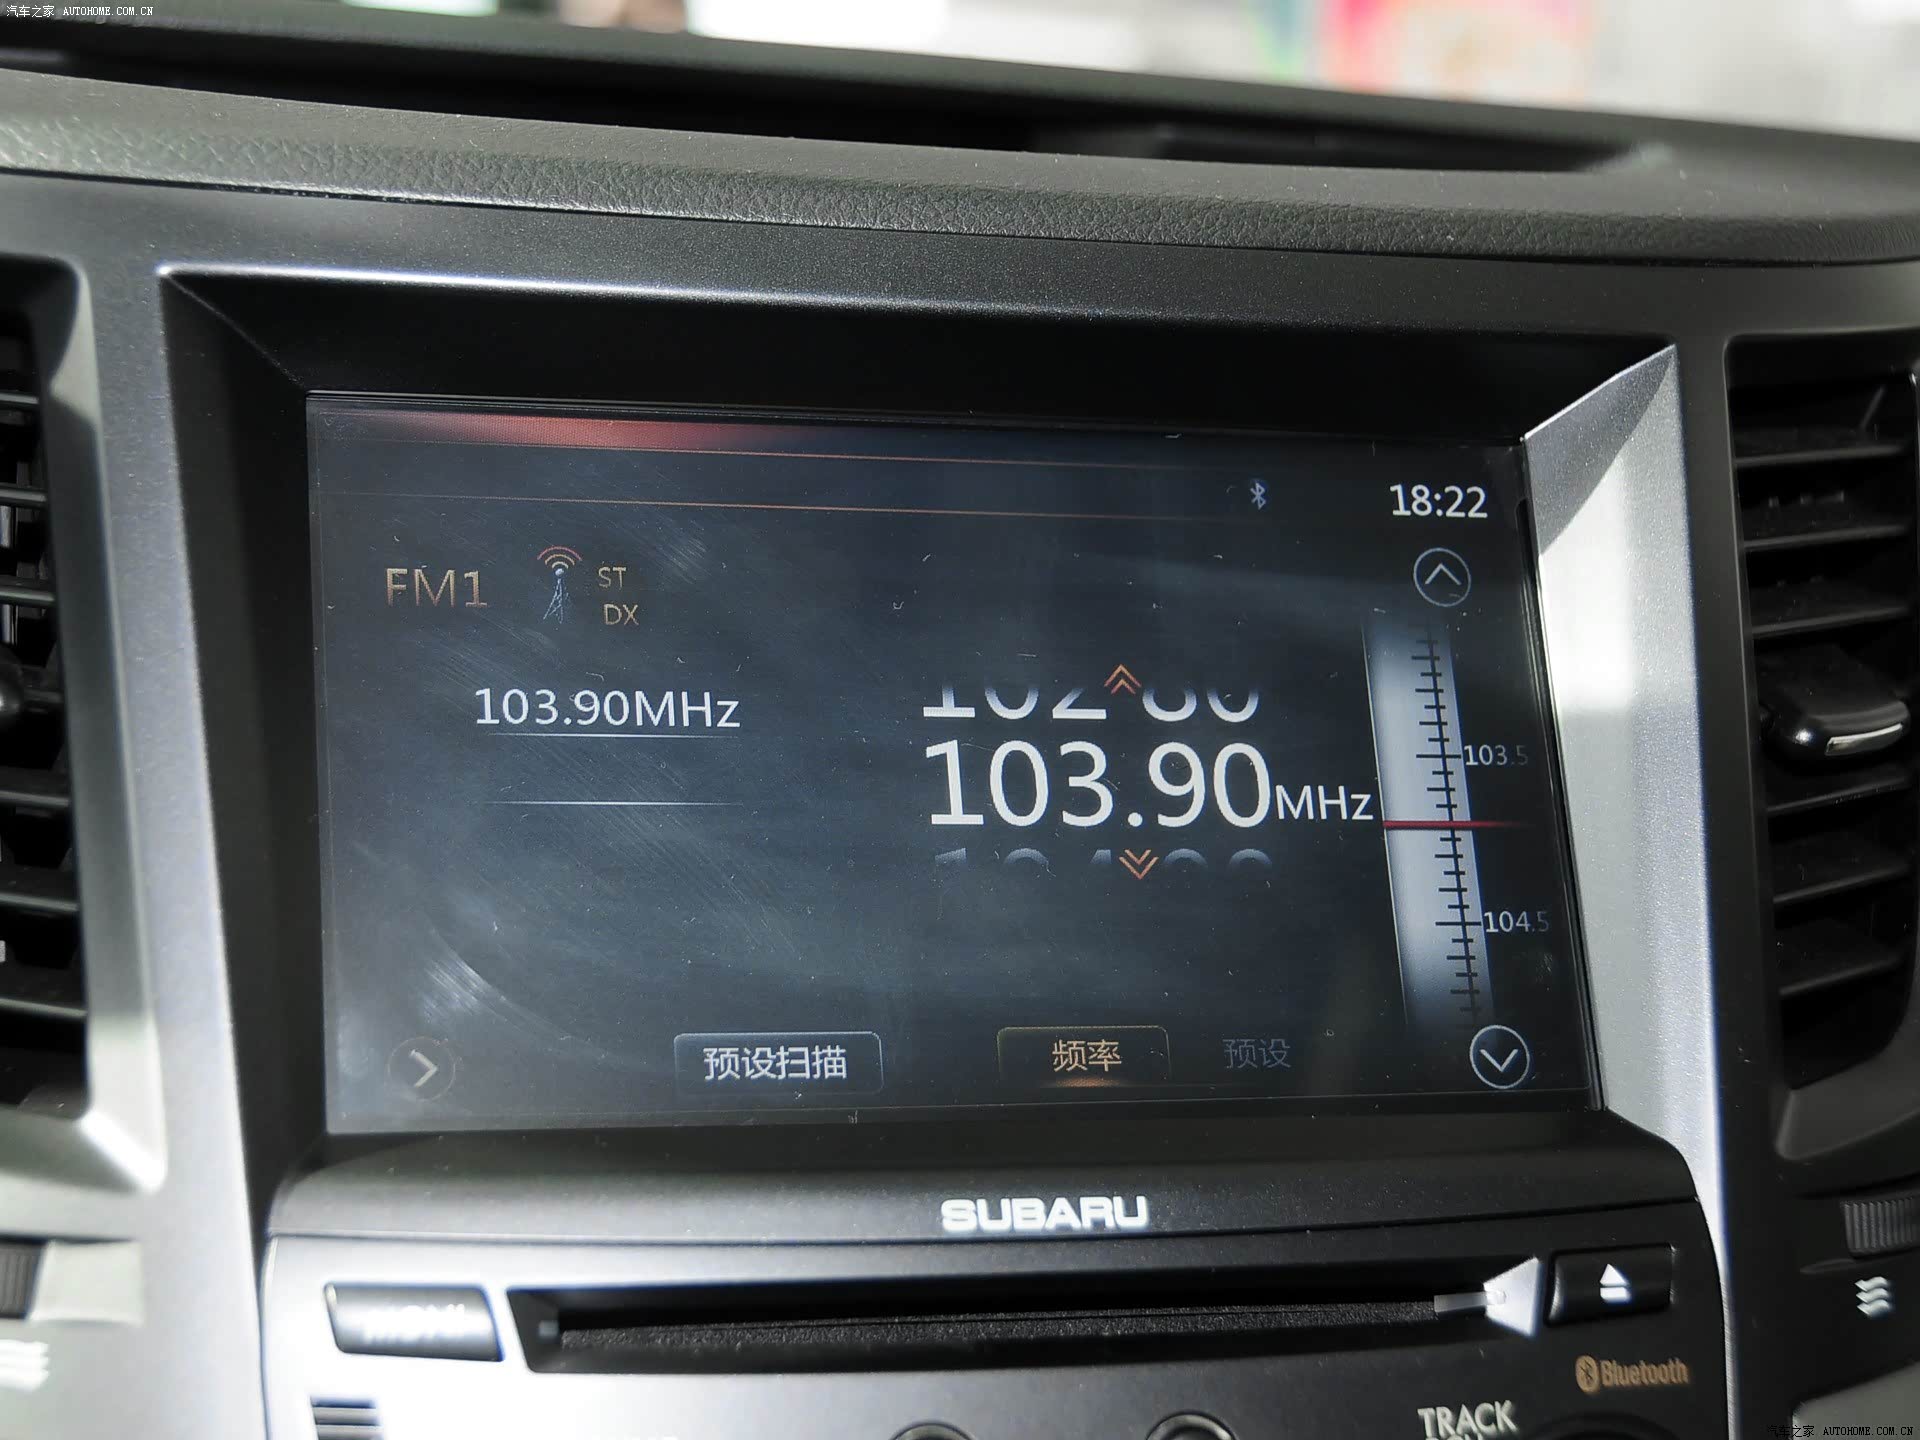 汽车之家 AUTOHOME.COM.CN
18:22
FM1
ST
DX
103.90MHz
103.90MHz
103.5
104.5
预设扫描
频率
预设
SUBARU
Bluetooth
TRACK
汽车之家 AUTOHOME.COM.CN